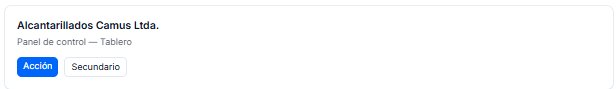 Alcantarillados Camus Ltda.
Panel de control — Tablero
Acción Secundario